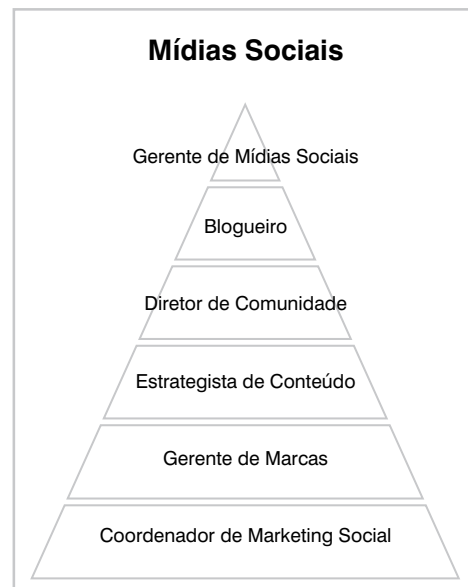 Mídias Sociais
Gerente de Mídias Sociais
Blogueiro
Diretor de Comunidade
Estrategista de Conteúdo
Gerente de Marcas
Coordenador de Marketing Social